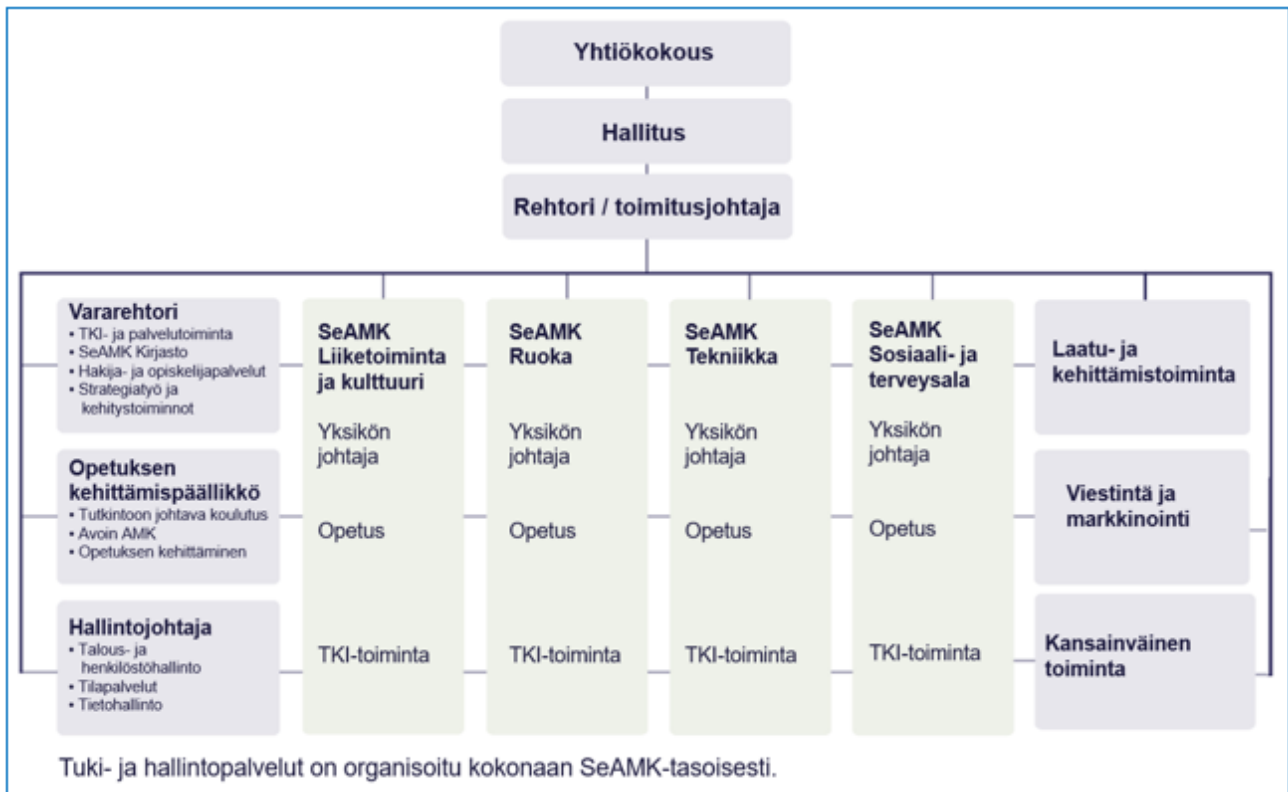 Yhtiökokous
Hallitus
Rehtori / toimitusjohtaja
Vararehtori
• TKI- ja palvelutoiminta
• SeAMK Kirjasto
• Hakija- ja opiskelijapalvelut
• Strategiatyö ja
kehitystoiminnot
Opetuksen
kehittämispäällikkö
• Tutkintoon johtava koulutus
• Avoin AMK
• Opetuksen kehittäminen
Hallintojohtaja
• Talous- ja
henkilöstöhallinto
• Tilapalvelut
• Tietohallinto
SeAMK
Liiketoiminta
ja kulttuuri
Yksikön
johtaja
Opetus
TKI-toiminta
SeAMK
Ruoka
Yksikön
johtaja
Opetus
TKI-toiminta
SeAMK
Tekniikka
Yksikön
johtaja
Opetus
TKI-toiminta
SeAMK
Sosiaali- ja
terveysala
Yksikön
johtaja
Opetus
TKI-toiminta
Laatu- ja
kehittämistoiminta
Viestintä ja
markkinointi
Kansainväinen
toiminta
Tuki- ja hallintopalvelut on organisoitu kokonaan SeAMK-tasoisesti.